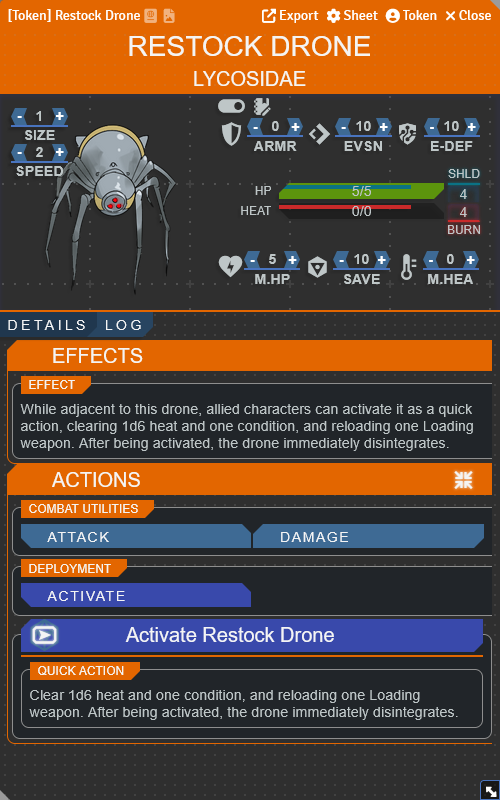 [Token] Restock Drone Export Sheet Token Close
RESTOCK DRONE
LYCOSIDAE
- 1 +
SIZE
- 2 +
SPEED
- 0 + - 10 + - 10 +
ARMR EVSN E-DEF
SHLD
HP 5/5 4
HEAT 0/0 4
BURN
- 5 + - 10 + - 0 +
M.HP SAVE M.HEA
DETAILS LOG
EFFECTS
EFFECT
While adjacent to this drone, allied characters can activate it as a quick
action, clearing 1d6 heat and one condition, and reloading one Loading
weapon. After being activated, the drone immediately disintegrates.
ACTIONS
COMBAT UTILITIES
ATTACK DAMAGE
DEPLOYMENT
ACTIVATE
Activate Restock Drone
QUICK ACTION
Clear 1d6 heat and one condition, and reloading one Loading
weapon. After being activated, the drone immediately disintegrates.